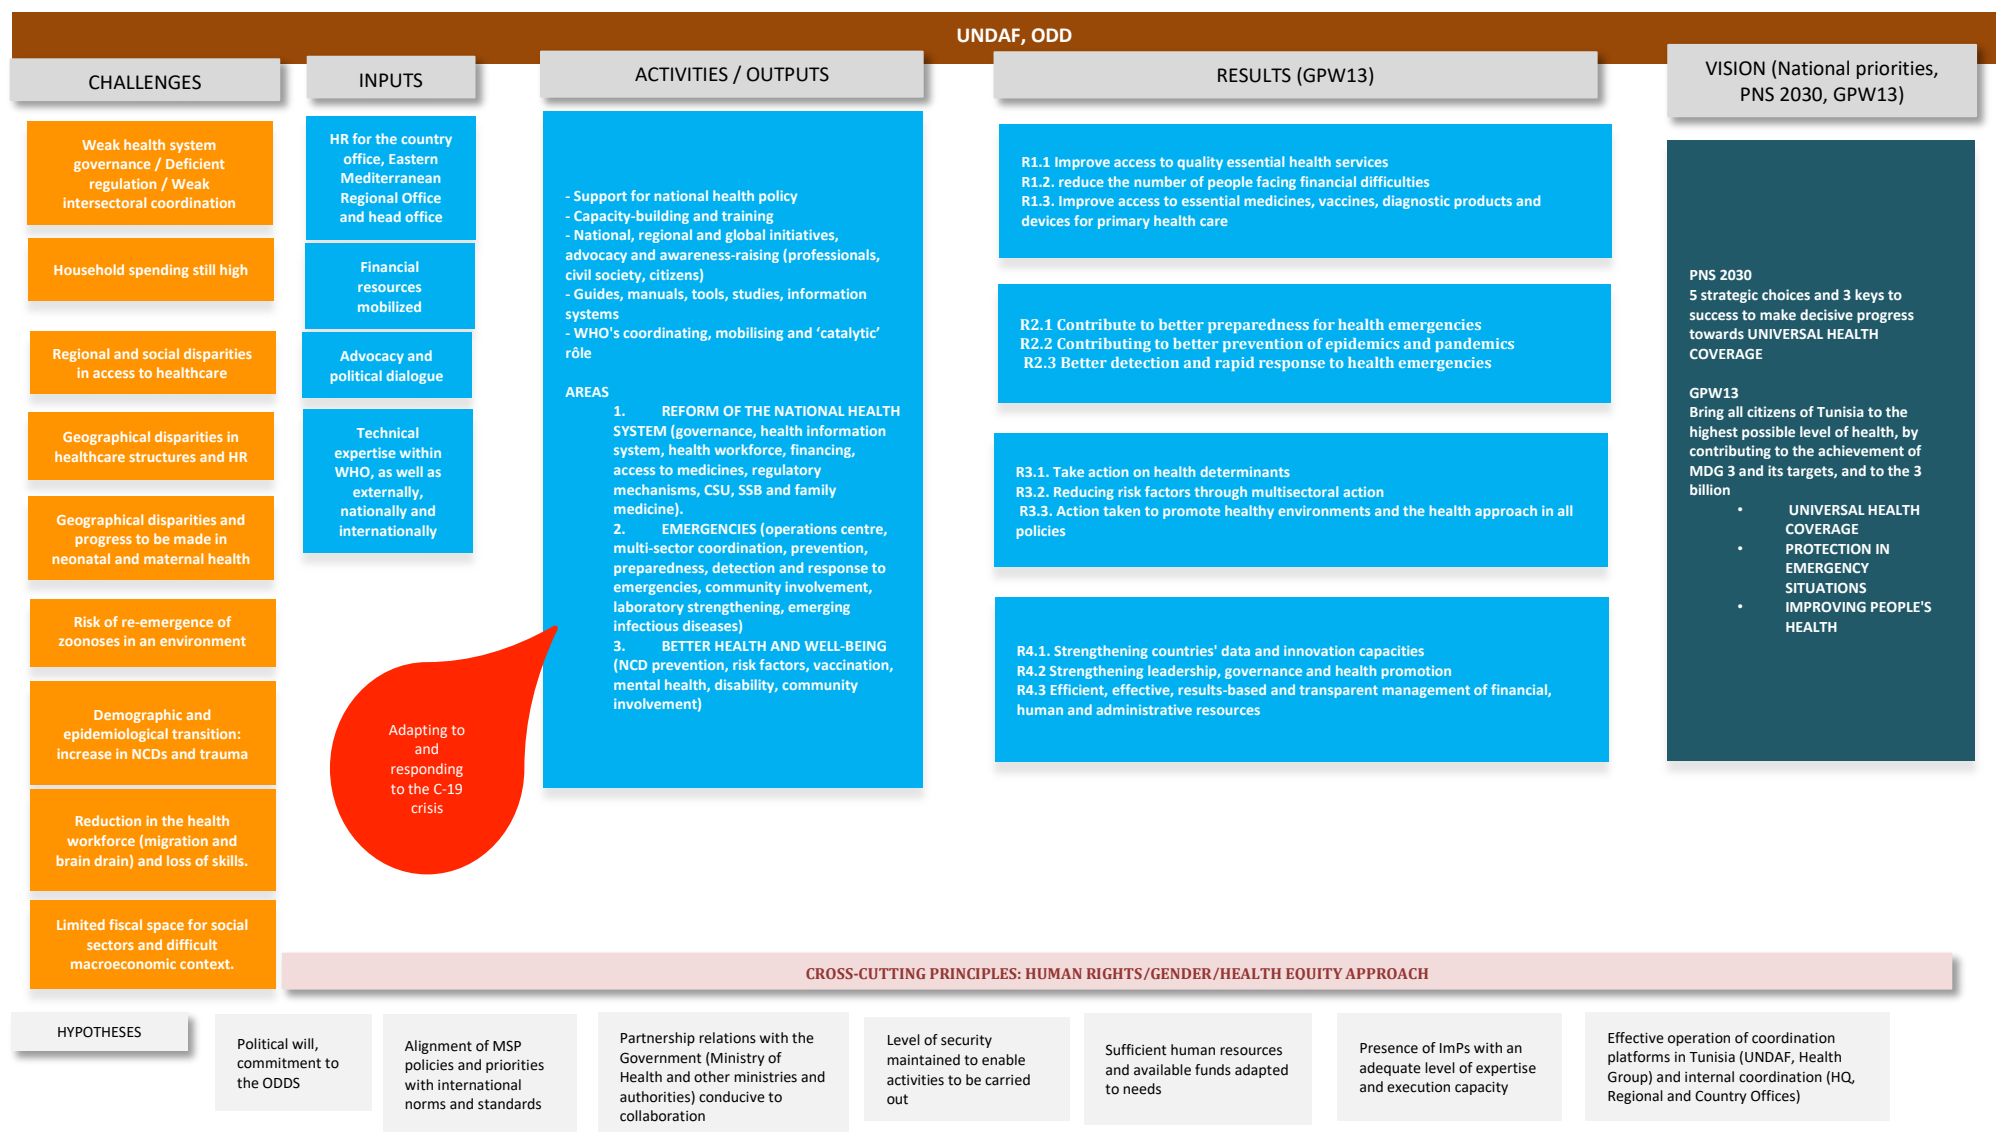 UNDAF, ODD
CHALLENGES
Weak health system
governance / Deficient
regulation / Weak
intersectoral coordination
Household spending still high
Regional and social disparities
in access to healthcare
Geographical disparities in
healthcare structures and HR
Geographical disparities and
progress to be made in
neonatal and maternal health
Risk of re-emergence of
zoonoses in an environment
Demographic and
epidemiological transition:
increase in NCDs and trauma
Reduction in the health
workforce (migration and
brain drain) and loss of skills.
Limited fiscal space for social
sectors and difficult
macroeconomic context.
INPUTS
HR for the country
office, Eastern
Mediterranean
Regional Office
and head office
Financial
resources
mobilized
Advocacy and
political dialogue
Technical
expertise within
WHO, as well as
externally,
nationally and
internationally
Adapting to
and
responding
to the C-19
crisis
ACTIVITIES / OUTPUTS
- Support for national health policy
- Capacity-building and training
- National, regional and global initiatives,
advocacy and awareness-raising (professionals,
civil society, citizens)
- Guides, manuals, tools, studies, information
systems
- WHO's coordinating, mobilising and ‘catalytic’
rôle
AREAS
1. REFORM OF THE NATIONAL HEALTH
SYSTEM (governance, health information
system, health workforce, financing,
access to medicines, regulatory
mechanisms, CSU, SSB and family
medicine).
2. EMERGENCIES (operations centre,
multi-sector coordination, prevention,
preparedness, detection and response to
emergencies, community involvement,
laboratory strengthening, emerging
infectious diseases)
3. BETTER HEALTH AND WELL-BEING
(NCD prevention, risk factors, vaccination,
mental health, disability, community
involvement)
RESULTS (GPW13)
R1.1 Improve access to quality essential health services
R1.2. reduce the number of people facing financial difficulties
R1.3. Improve access to essential medicines, vaccines, diagnostic products and
devices for primary health care
R2.1 Contribute to better preparedness for health emergencies
R2.2 Contributing to better prevention of epidemics and pandemics
R2.3 Better detection and rapid response to health emergencies
R3.1. Take action on health determinants
R3.2. Reducing risk factors through multisectoral action
R3.3. Action taken to promote healthy environments and the health approach in all
policies
R4.1. Strengthening countries' data and innovation capacities
R4.2 Strengthening leadership, governance and health promotion
R4.3 Efficient, effective, results-based and transparent management of financial,
human and administrative resources
VISION (National priorities,
PNS 2030, GPW13)
PNS 2030
5 strategic choices and 3 keys to
success to make decisive progress
towards UNIVERSAL HEALTH
COVERAGE
GPW13
Bring all citizens of Tunisia to the
highest possible level of health, by
contributing to the achievement of
MDG 3 and its targets, and to the 3
billion
• UNIVERSAL HEALTH
COVERAGE
• PROTECTION IN
EMERGENCY
SITUATIONS
• IMPROVING PEOPLE'S
HEALTH
CROSS-CUTTING PRINCIPLES: HUMAN RIGHTS/GENDER/HEALTH EQUITY APPROACH
HYPOTHESES
Political will,
commitment to
the ODDS
Alignment of MSP
policies and priorities
with international
norms and standards
Partnership relations with the
Government (Ministry of
Health and other ministries and
authorities) conducive to
collaboration
Level of security
maintained to enable
activities to be carried
out
Sufficient human resources
and available funds adapted
to needs
Presence of ImPs with an
adequate level of expertise
and execution capacity
Effective operation of coordination
platforms in Tunisia (UNDAF, Health
Group) and internal coordination (HQ,
Regional and Country Offices)